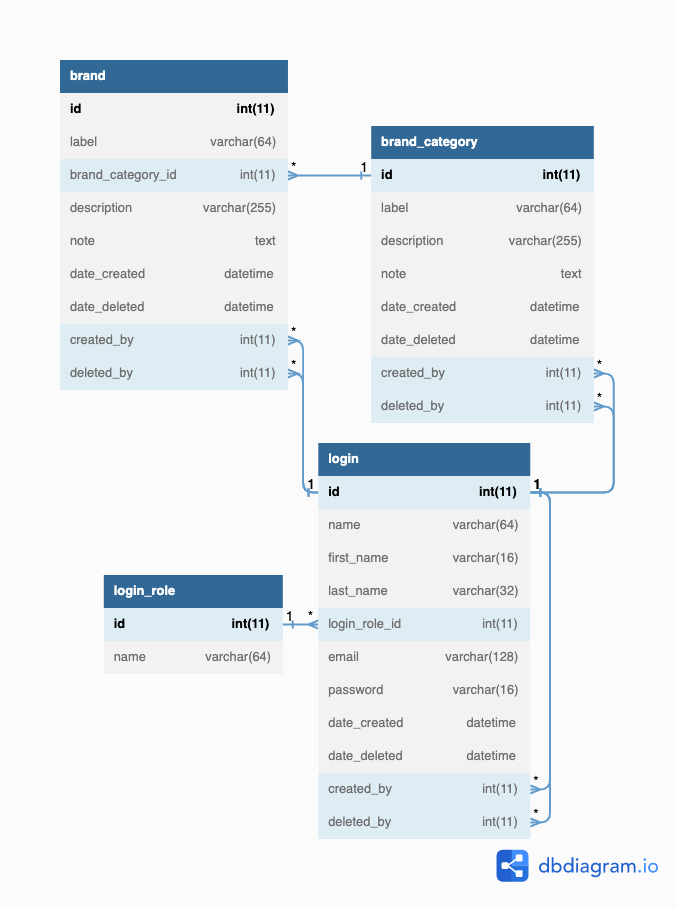 brand
id int(11)
label varchar(64)
brand_category_id int(11)
description varchar(255)
note text
date_created datetime
date_deleted datetime
created_by int(11)
deleted_by int(11)
* 1
*
*
brand_category
id int(11)
label varchar(64)
description varchar(255)
note text
date_created datetime
date_deleted datetime
created_by int(11)
deleted_by int(11)
*
*
login
1 1
id int(11)
name varchar(64)
first_name varchar(16)
last_name varchar(32)
login_role_id int(11)
email varchar(128)
password varchar(16)
date_created datetime
date_deleted datetime
created_by int(11)
deleted_by int(11)
*
*
login_role
id int(11)
name varchar(64)
1 *
dbdiagram.io